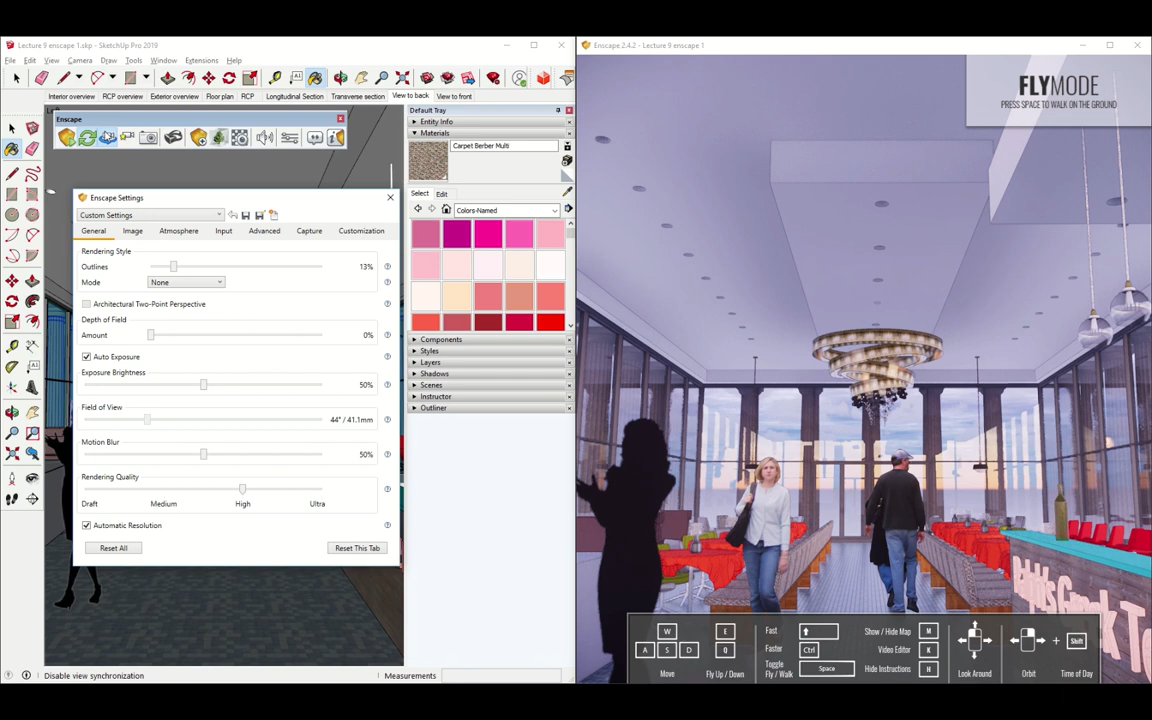 Lecture 9 enscape 1.skp - SketchUp Pro 2019
File Edit View Camera Draw Tools Window Extensions Help
Interior overview RCP overview Exterior overview Floor plan RCP Longitudinal Section Transverse section View to back View to front
Enscape
Enscape Settings
Custom Settings
General Image Atmosphere Input Advanced Capture Customization
Rendering Style
Outlines 13%
Mode None
Architectural Two-Point Perspective
Depth of Field
Amount 0%
Auto Exposure
Exposure Brightness
50%
Field of View
44° / 41.1mm
Motion Blur
50%
Rendering Quality
Draft Medium High Ultra
Automatic Resolution
Reset All Reset This Tab
Disable view synchronization
Measurements
Default Tray
Entity Info
Materials
Carpet Berber Multi
Select Edit
Colors-Named
Components
Styles
Layers
Shadows
Scenes
Instructor
Outliner
Enscape 2.4.2 - Lecture 9 enscape 1
FLYMODE
PRESS SPACE TO WALK ON THE GROUND
W
A S D
Move
E
Q
Fly Up / Down
Fast
Faster Ctrl
Toggle
Fly / Walk
Space
Show / Hide Map M
Video Editor K
Hide Instructions H
Look Around
Orbit
+ Shift
Time of Day